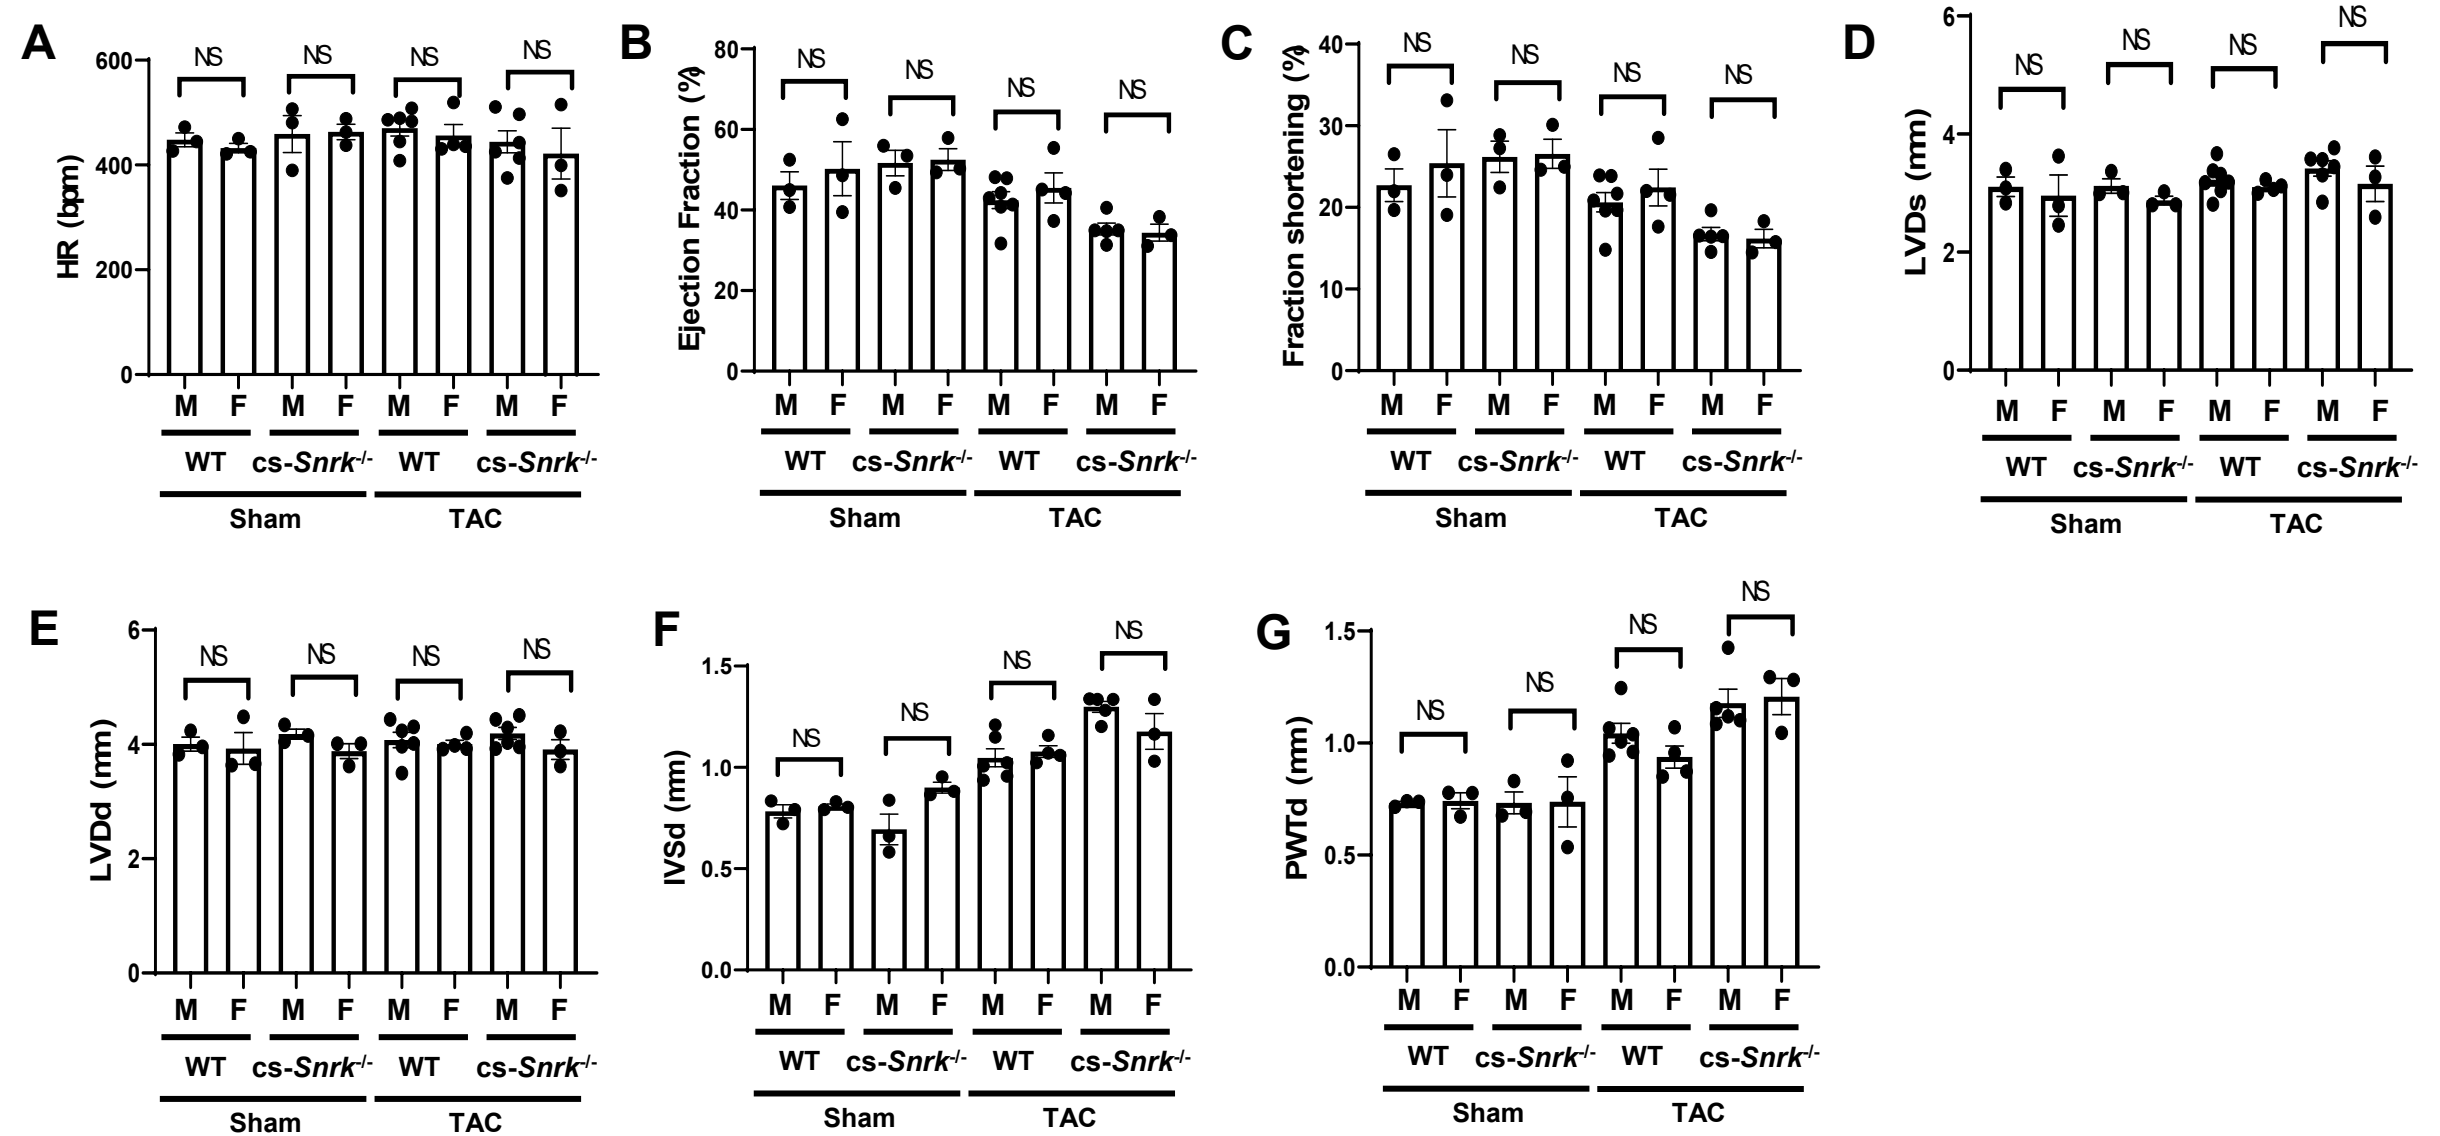 A
HR (bpm)
600
400
200
0
NS NS NS NS
M F M F M F M F
WT cs-Snrk-/- WT cs-Snrk-/-
Sham TAC
B
Ejection Fraction (%)
80
60
40
20
0
NS NS NS NS
M F M F M F M F
WT cs-Snrk-/- WT cs-Snrk-/-
Sham TAC
C
Fraction shortening (%)
40
30
20
10
0
NS NS NS NS
M F M F M F M F
WT cs-Snrk-/- WT cs-Snrk-/-
Sham TAC
D
LVDs (mm)
6
4
2
0
NS NS NS NS
M F M F M F M F
WT cs-Snrk-/- WT cs-Snrk-/-
Sham TAC
E
LVDd (mm)
6
4
2
0
NS NS NS NS
M F M F M F M F
WT cs-Snrk-/- WT cs-Snrk-/-
Sham TAC
F
IVSd (mm)
1.5
1.0
0.5
0.0
NS NS NS NS
M F M F M F M F
WT cs-Snrk-/- WT cs-Snrk-/-
Sham TAC
G
PWTd (mm)
1.5
1.0
0.5
0.0
NS NS NS NS
M F M F M F M F
WT cs-Snrk-/- WT cs-Snrk-/-
Sham TAC